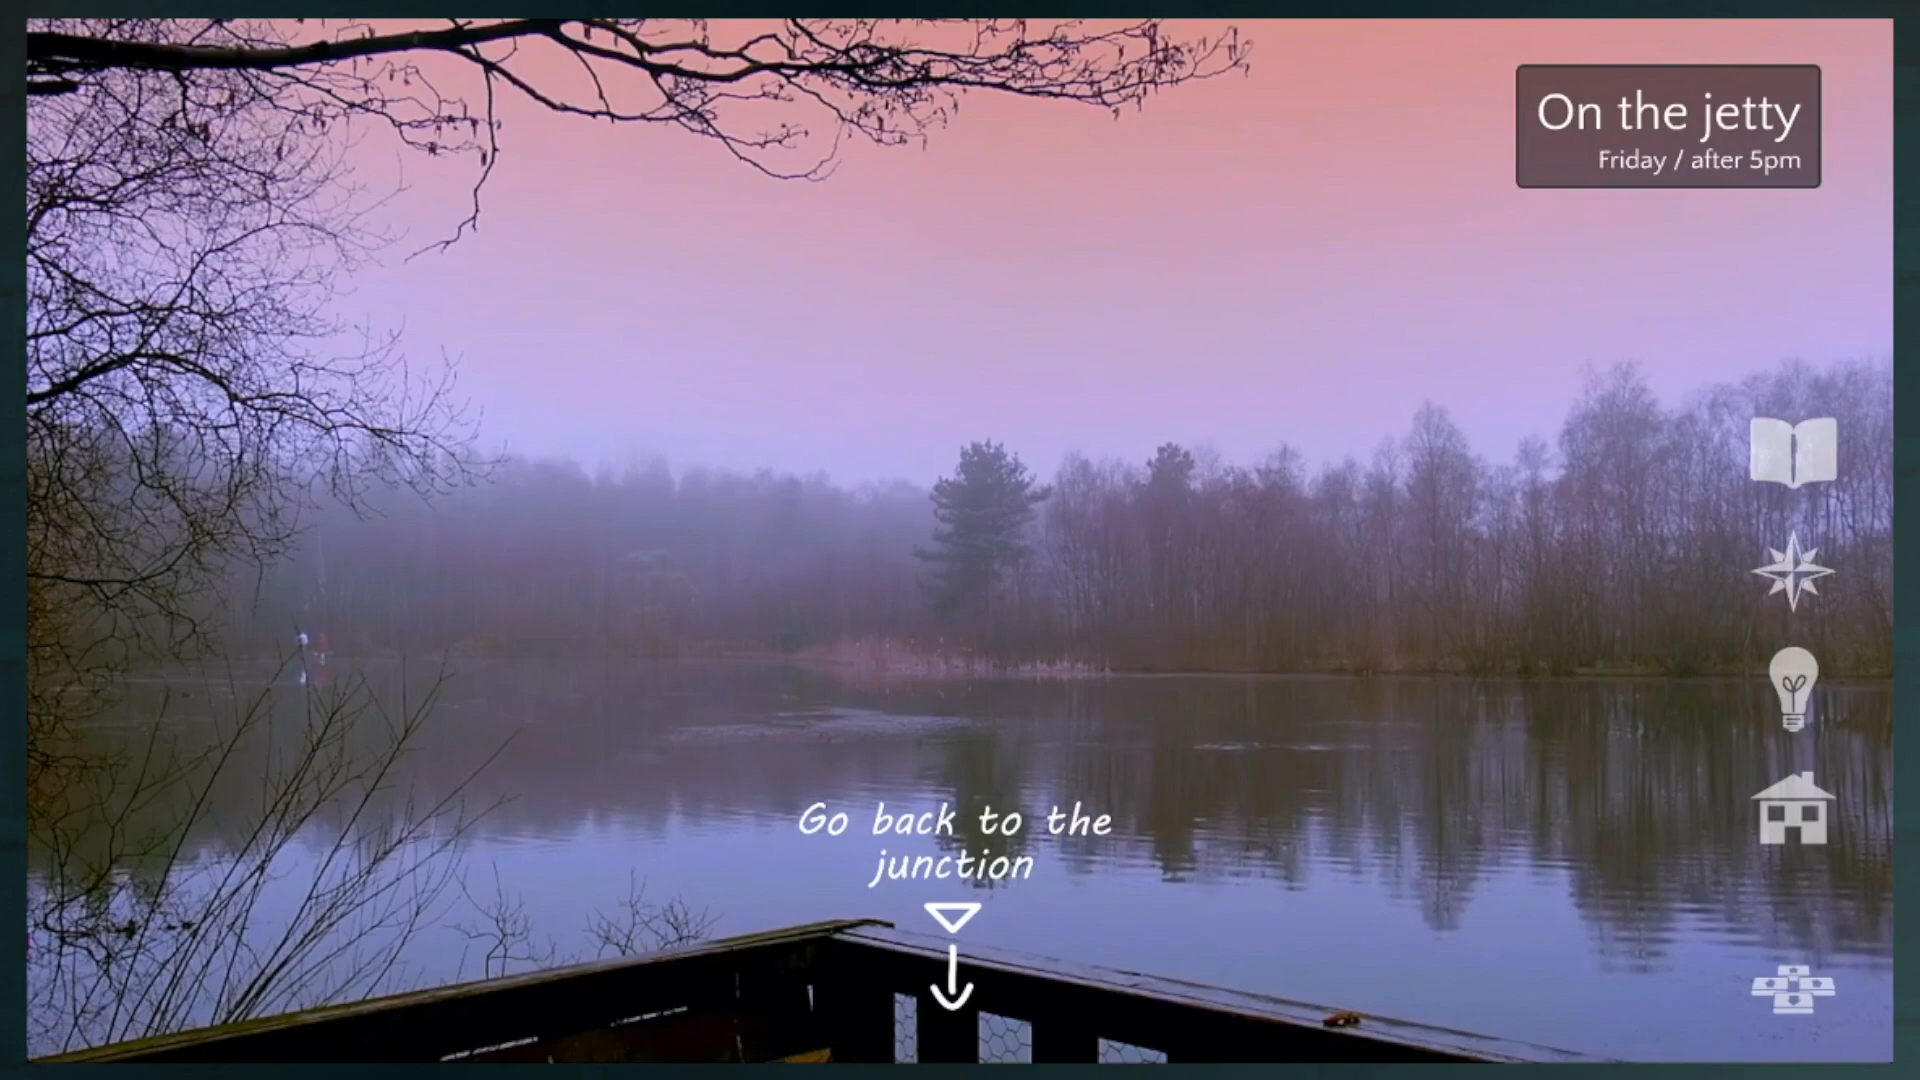 On the jetty
Friday / after 5pm
Go back to the
junction